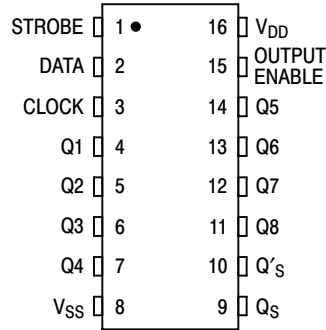 STROBE 1 16 VDD
DATA 2 15 OUTPUT ENABLE
CLOCK 3 14 Q5
Q1 4 13 Q6
Q2 5 12 Q7
Q3 6 11 Q8
Q4 7 10 Q′S
VSS 8 9 QS